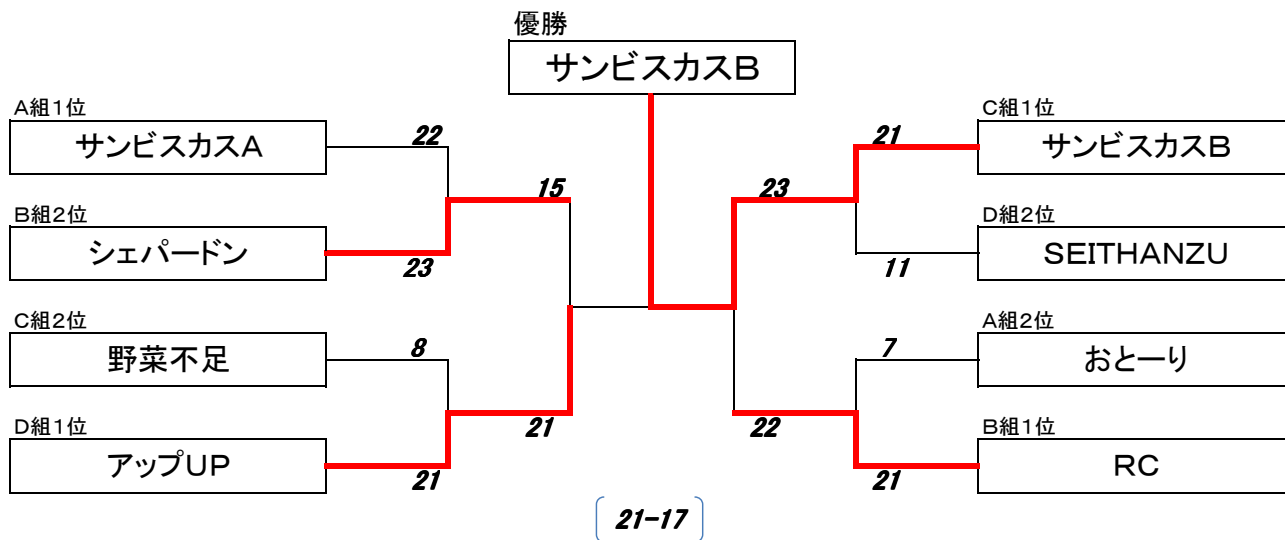 優勝
サンビスカスB
A組1位
サンビスカスA
22
15
B組2位
シェパードン
23
C組2位
野菜不足
8
21
D組1位
アップUP
21
C組1位
サンビスカスB
21
23
D組2位
SEITHANZU
11
A組2位
おとーり
7
22
B組1位
RC
21
21-17